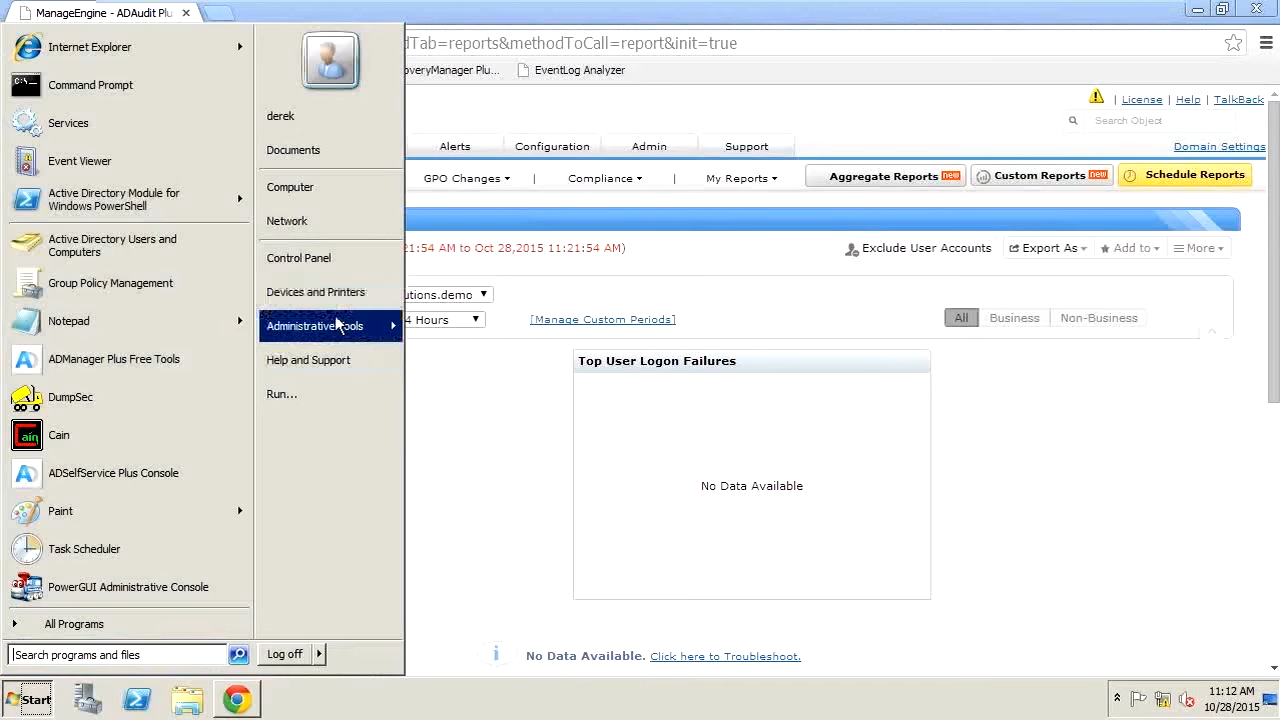 ManageEngine - ADAudit Plu
dTab=reports&methodToCall=report&init=true
overyManager Plu...
EventLog Analyzer
License | Help | TalkBack
Search Object
Alerts
Configuration
Admin
Support
Domain Settings
GPO Changes
Compliance
My Reports
Aggregate Reports new
Custom Reports new
Schedule Reports
21:54 AM to Oct 28,2015 11:21:54 AM)
Exclude User Accounts
Export As
Add to
More
utions.demo
4 Hours
[Manage Custom Periods]
All
Business
Non-Business
Top User Logon Failures
No Data Available
No Data Available. Click here to Troubleshoot.
Internet Explorer
Command Prompt
Services
Event Viewer
Active Directory Module for
Windows PowerShell
Active Directory Users and
Computers
Group Policy Management
Notepad
ADManager Plus Free Tools
DumpSec
Cain
ADSelfService Plus Console
Paint
Task Scheduler
PowerGUI Administrative Console
All Programs
Search programs and files
derek
Documents
Computer
Network
Control Panel
Devices and Printers
Administrative Tools
Help and Support
Run...
Log off
Start
11:12 AM
10/28/2015